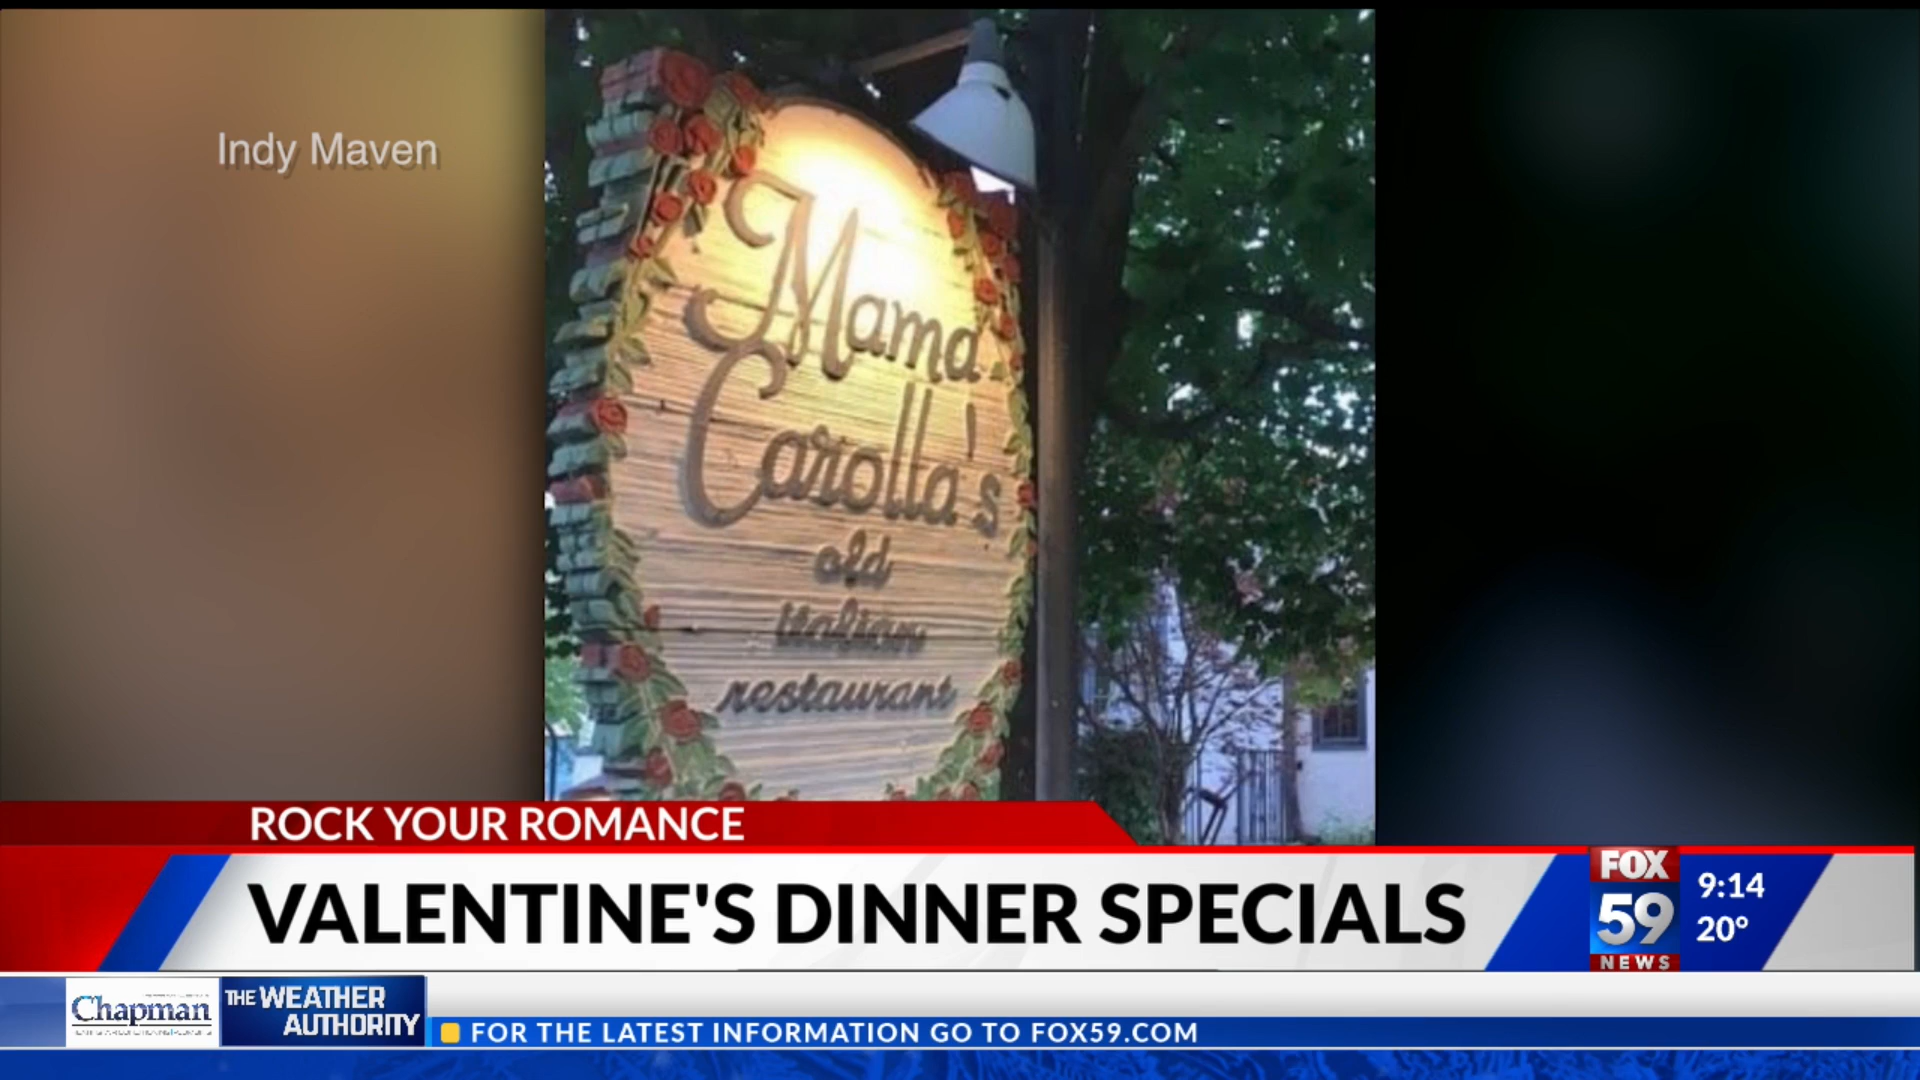 Indy Maven
Mama
Carolla's
old
italian
restaurant
ROCK YOUR ROMANCE
VALENTINE'S DINNER SPECIALS
FOX
59
NEWS
9:14
20°
Chapman
THE WEATHER
AUTHORITY
FOR THE LATEST INFORMATION GO TO FOX59.COM